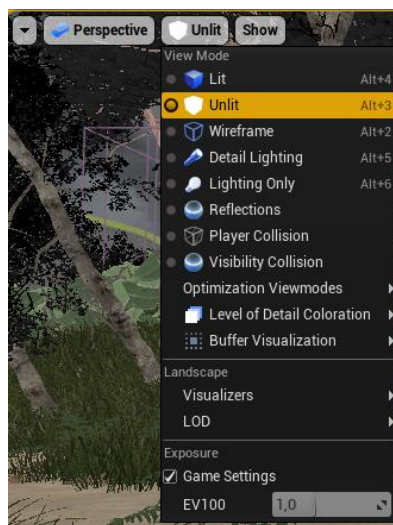 Perspective Unlit Show
View Mode
Lit Alt+4
Unlit Alt+3
Wireframe Alt+2
Detail Lighting Alt+5
Lighting Only Alt+6
Reflections
Player Collision
Visibility Collision
Optimization Viewmodes
Level of Detail Coloration
Buffer Visualization
Landscape
Visualizers
LOD
Exposure
Game Settings
EV100 1,0